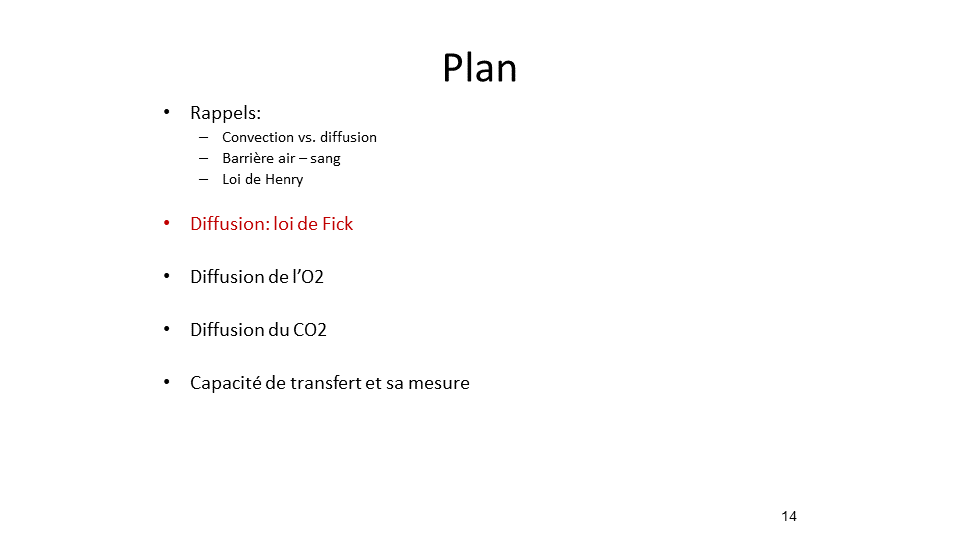 Plan
• Rappels:
– Convection vs. diffusion
– Barrière air – sang
– Loi de Henry
• Diffusion: loi de Fick
• Diffusion de l’O2
• Diffusion du CO2
• Capacité de transfert et sa mesure
14